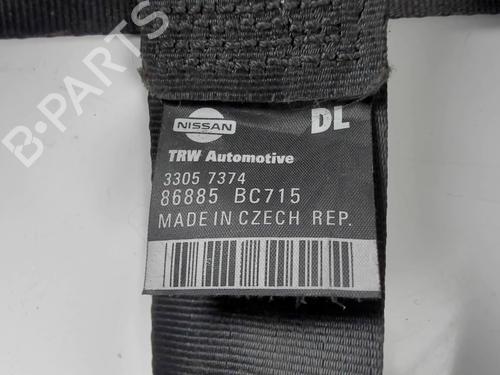 NISSAN
DL
TRW Automotive
3305 7374
86885 BC715
MADE IN CZECH REP.
B-PARTS